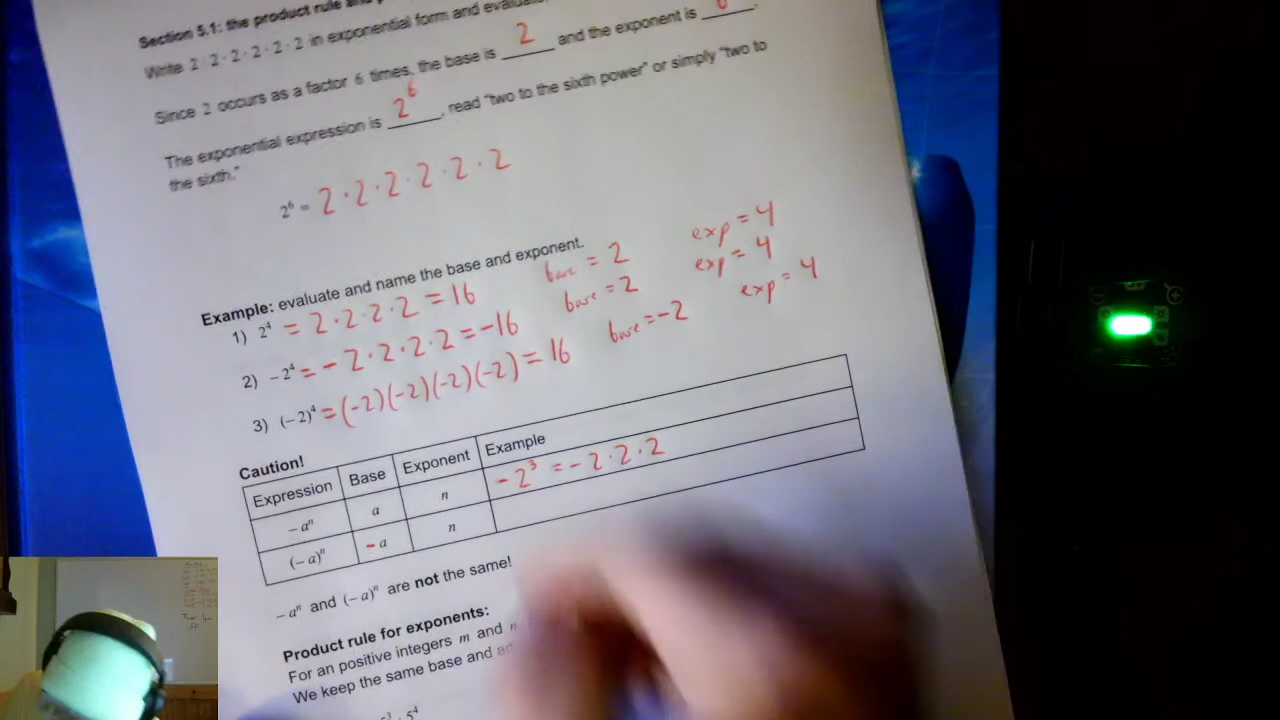 Section 5.1: the product rule and
Write 2 · 2 · 2 · 2 · 2 · 2 in exponential form and evaluate
Since 2 occurs as a factor 6 times, the base is 2 and the exponent is
The exponential expression is 2⁶, read "two to the sixth power" or simply "two to
the sixth."
2⁶ = 2 · 2 · 2 · 2 · 2 · 2
Example: evaluate and name the base and exponent.
1) 2⁴ = 2 · 2 · 2 · 2 = 16 base = 2 exp = 4
2) -2⁴ = - 2 · 2 · 2 · 2 = -16 base = 2 exp = 4
3) (-2)⁴ = (-2)(-2)(-2)(-2) = 16 base = -2 exp = 4
Caution!
Expression Base Exponent Example
-aⁿ a n -2³ = -2 · 2 · 2
(-a)ⁿ -a n
-aⁿ and (-a)ⁿ are not the same!
Product rule for exponents:
For an positive integers m and n
We keep the same base and
· 5⁴